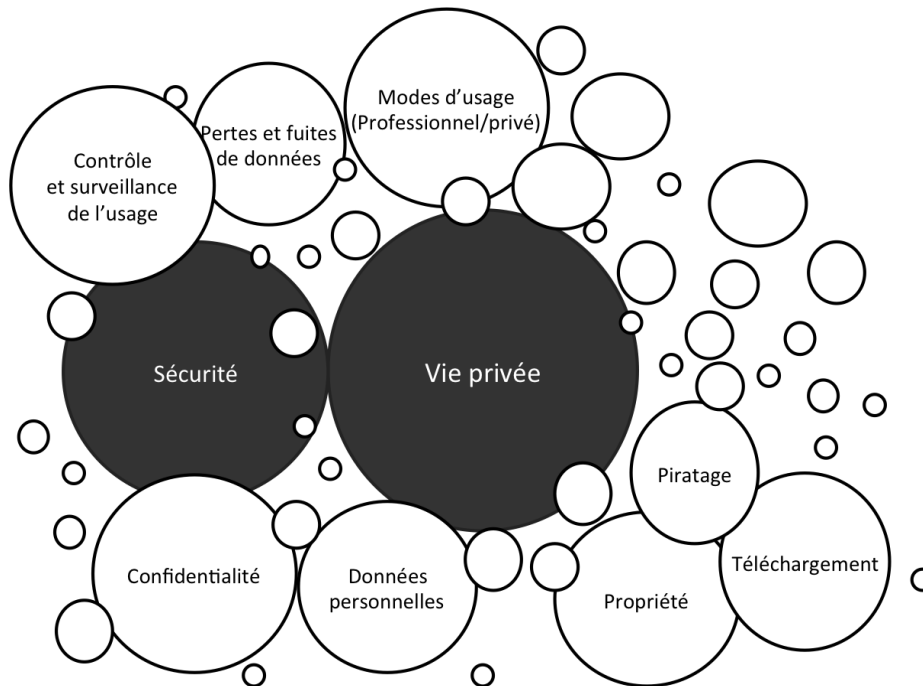 Modes d’usage
(Professionnel/privé)
Pertes et fuites
de données
Contrôle
et surveillance
de l’usage
Sécurité
Vie privée
Piratage
Confidentialité
Données
personnelles
Propriété
Téléchargement